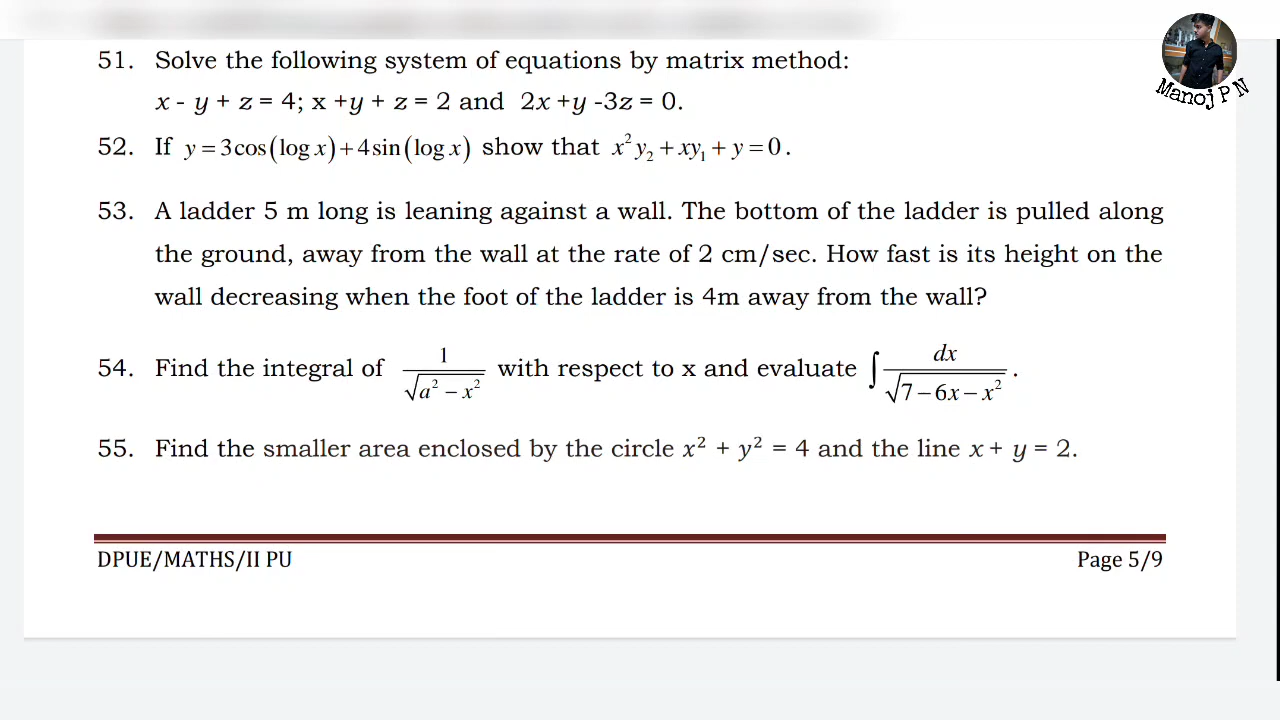 Manoj P N
51. Solve the following system of equations by matrix method:
x - y + z = 4; x +y + z = 2 and 2x +y -3z = 0.
52. If y = 3cos(log x) + 4sin(log x) show that x²y₂ + xy₁ + y = 0.
53. A ladder 5 m long is leaning against a wall. The bottom of the ladder is pulled along
the ground, away from the wall at the rate of 2 cm/sec. How fast is its height on the
wall decreasing when the foot of the ladder is 4m away from the wall?
54. Find the integral of 1/√(a² − x²) with respect to x and evaluate ∫ dx/√(7 − 6x − x²) .
55. Find the smaller area enclosed by the circle x² + y² = 4 and the line x + y = 2.
DPUE/MATHS/II PU Page 5/9